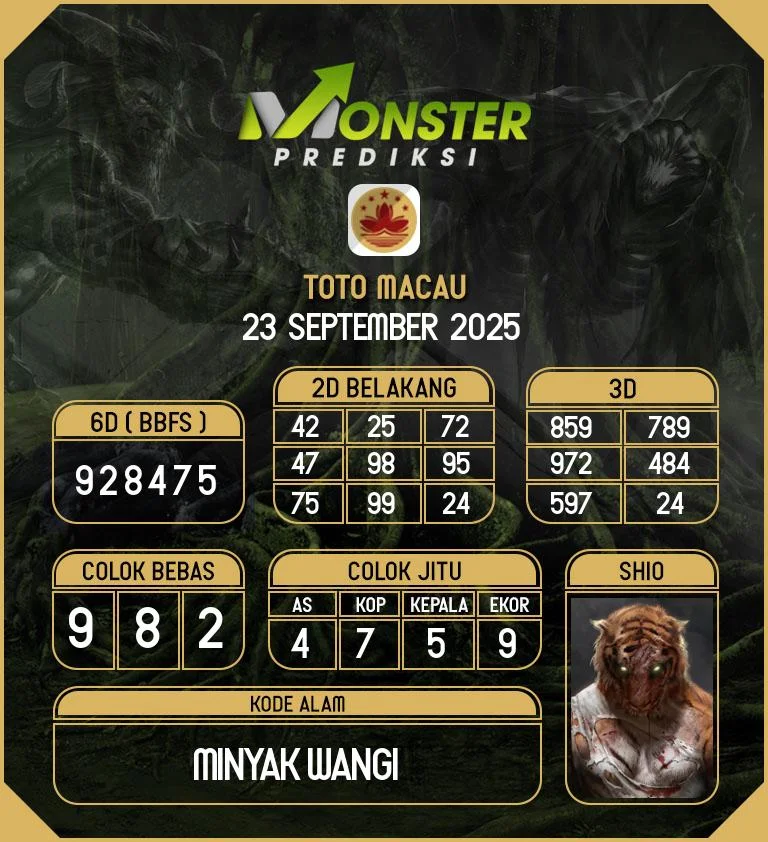 MONSTER
PREDIKSI
TOTO MACAU
23 SEPTEMBER 2025
6D ( BBFS )
928475
2D BELAKANG
42 25 72
47 98 95
75 99 24
3D
859 789
972 484
597 24
COLOK BEBAS
9 8 2
COLOK JITU
AS KOP KEPALA EKOR
4 7 5 9
SHIO
KODE ALAM
MINYAK WANGI